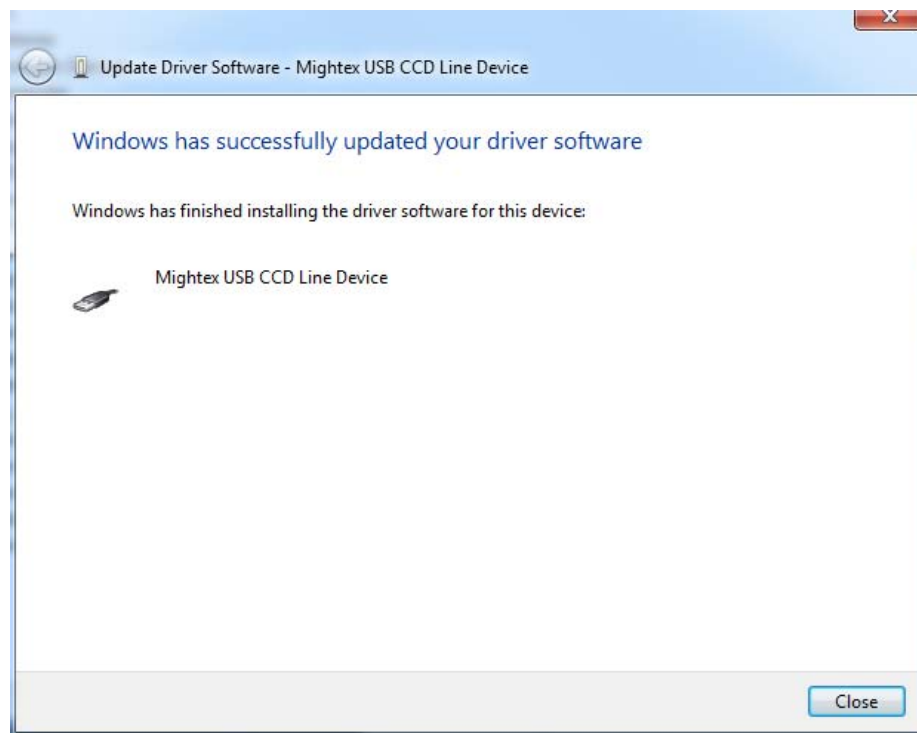 Update Driver Software - Mightex USB CCD Line Device
Windows has successfully updated your driver software
Windows has finished installing the driver software for this device:
Mightex USB CCD Line Device
Close